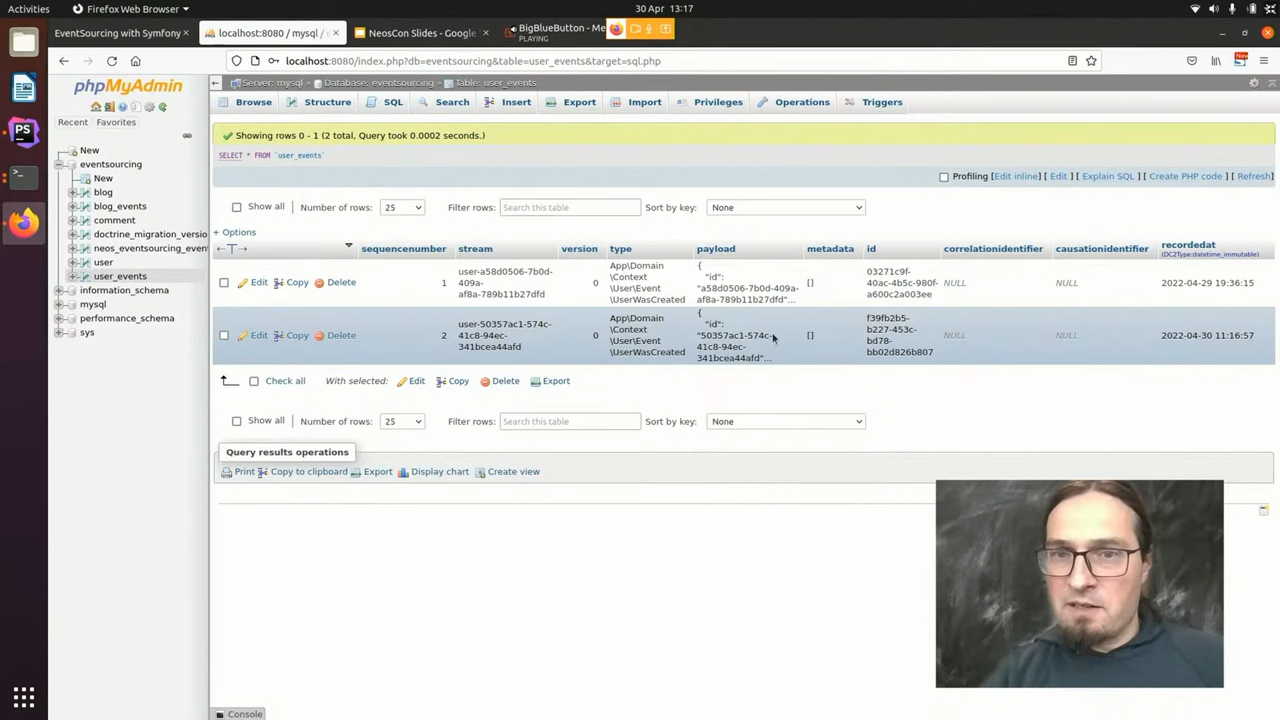 Activities Firefox Web Browser 30 Apr 13:17
EventSourcing with Symfony × localhost:8080 / mysql / × NeosCon Slides - Google × BigBlueButton - Me
PLAYING
localhost:8080/index.php?db=eventsourcing&table=user_events&target=sql.php
New
phpMyAdmin
Recent Favorites
New
eventsourcing
New
blog
blog_events
comment
doctrine_migration_versio
neos_eventsourcing_even
user
user_events
information_schema
mysql
performance_schema
sys
Server: mysql » Database: eventsourcing » Table: user_events
Browse Structure SQL Search Insert Export Import Privileges Operations Triggers
Showing rows 0 - 1 (2 total, Query took 0.0002 seconds.)
SELECT * FROM `user_events`
Profiling [Edit inline] [ Edit ] [ Explain SQL ] [ Create PHP code ] [ Refresh]
Show all | Number of rows: 25 Filter rows: Search this table Sort by key: None
+ Options
←T→ sequencenumber stream version type payload metadata id correlationidentifier causationidentifier recordedat
(DC2Type:datetime_immutable)
Edit Copy Delete 1 user-a58d0506-7b0d-
409a-
af8a-789b11b27dfd 0 App\Domain
\Context
\User\Event
\UserWasCreated {
"id":
"a58d0506-7b0d-409a-
af8a-789b11b27dfd"... [] 03271c9f-
40ac-4b5c-980f-
a600c2a003ee NULL NULL 2022-04-29 19:36:15
Edit Copy Delete 2 user-50357ac1-574c-
41c8-94ec-
341bcea44afd 0 App\Domain
\Context
\User\Event
\UserWasCreated {
"id":
"50357ac1-574c-
41c8-94ec-
341bcea44afd"... [] f39fb2b5-
b227-453c-
bd78-
bb02d826b807 NULL NULL 2022-04-30 11:16:57
Check all With selected: Edit Copy Delete Export
Show all | Number of rows: 25 Filter rows: Search this table Sort by key: None
Query results operations
Print Copy to clipboard Export Display chart Create view
Console